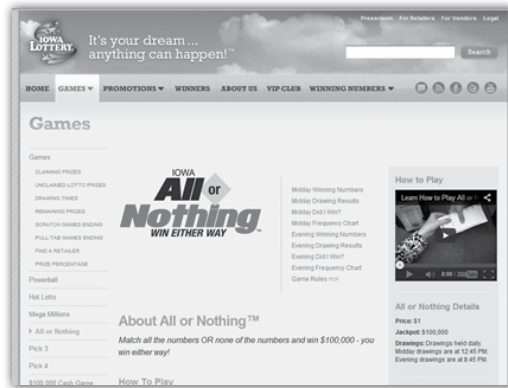 Pressroom For Retailers For Vendors Legal
IOWA
LOTTERY
It's your dream ...
anything can happen!™
Search
HOME GAMES PROMOTIONS WINNERS ABOUT US VIP CLUB WINNING NUMBERS
Games
Games
CLAIMING PRIZES
UNCLAIMED LOTTO PRIZES
DRAWING TIMES
REMAINING PRIZES
SCRATCH GAMES ENDING
PULL-TAB GAMES ENDING
FIND A RETAILER
PRIZE PERCENTAGE
Powerball
Hot Lotto
Mega Millions
All or Nothing
Pick 3
Pick 4
$100,000 Cash Game
IOWA
All or
Nothing™
WIN EITHER WAY
Midday Winning Numbers
Midday Drawing Results
Midday Did I Win?
Midday Frequency Chart
Evening Winning Numbers
Evening Drawing Results
Evening Did I Win?
Evening Frequency Chart
Game Rules PDF
About All or Nothing™
Match all the numbers OR none of the numbers and win $100,000 - you
win either way!
How To Play
How to Play
Learn How to Play All or
0:00
All or Nothing Details
Price: $1
Jackpot: $100,000
Drawings: Drawings held daily.
Midday drawings are at 12:45 PM;
Evening drawings are at 8:45 PM.